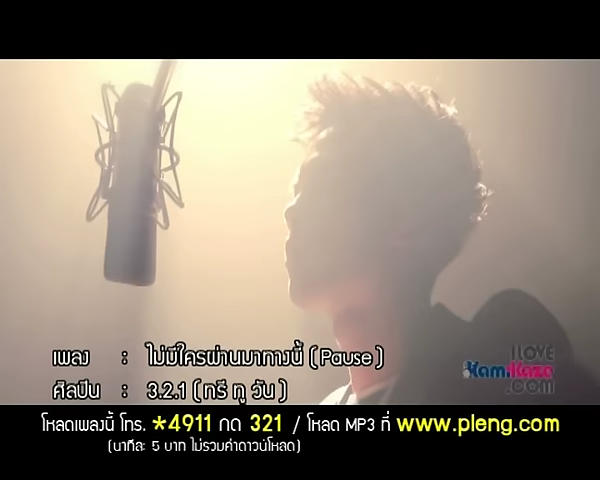 เพลง : ไม่มีใครผ่านมาทางนี้ (Pause)
ศิลปิน : 3.2.1 (ทรี ทู วัน)
I LOVE
KamiKaze
.COM
โหลดเพลงนี้ โทร. *4911 กด 321 / โหลด MP3 ที่ www.pleng.com
(นาทีละ 5 บาท ไม่รวมค่าดาวน์โหลด)